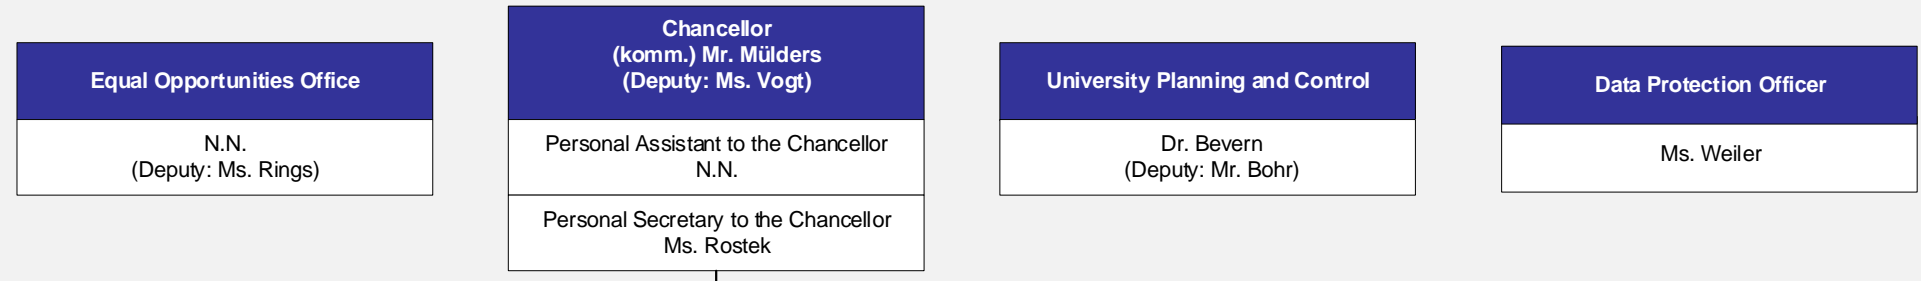 Equal Opportunities Office
N.N.
(Deputy: Ms. Rings)
Chancellor
(komm.) Mr. Mülders
(Deputy: Ms. Vogt)
Personal Assistant to the Chancellor
N.N.
Personal Secretary to the Chancellor
Ms. Rostek
University Planning and Control
Dr. Bevern
(Deputy: Mr. Bohr)
Data Protection Officer
Ms. Weiler